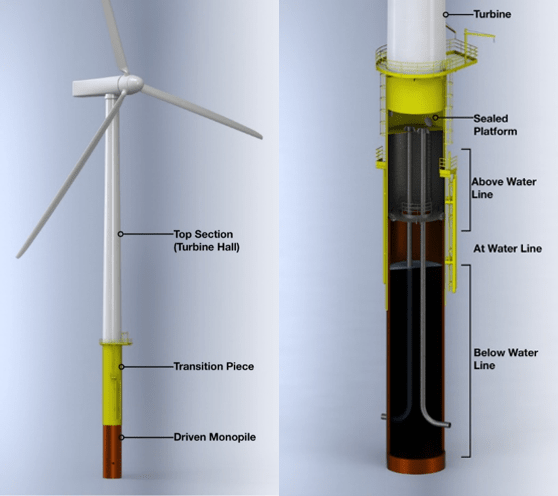 Top Section
(Turbine Hall)
Transition Piece
Driven Monopile
Turbine
Sealed
Platform
Above Water
Line
At Water Line
Below Water
Line